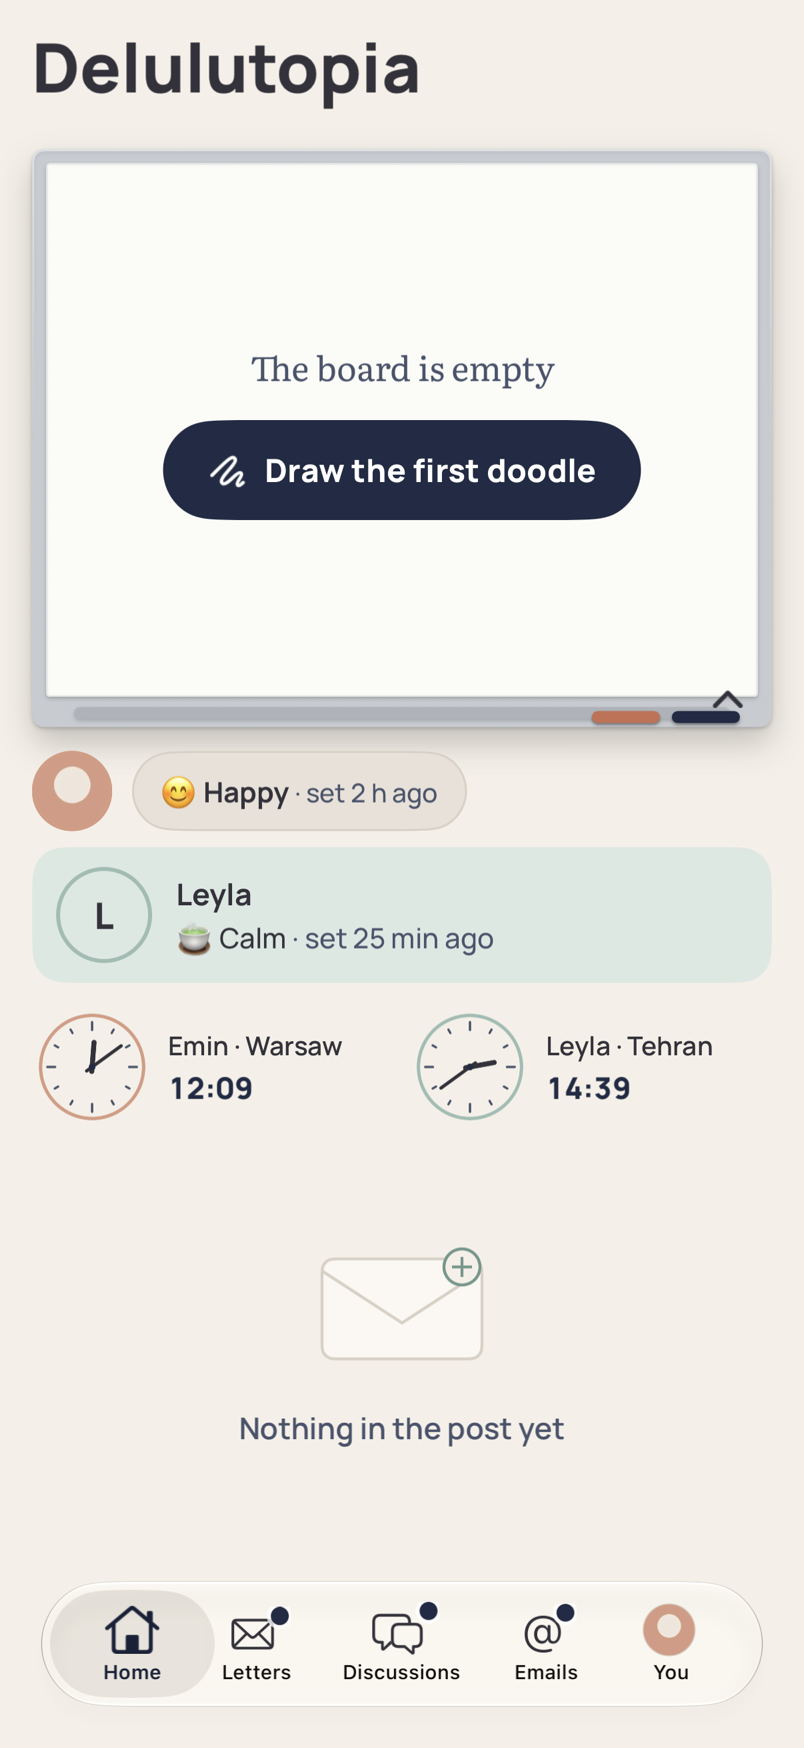 Delulutopia
The board is empty
Draw the first doodle
😊 Happy · set 2 h ago
L
Leyla
🍵 Calm · set 25 min ago
Emin · Warsaw
12:09
Leyla · Tehran
14:39
Nothing in the post yet
Home
Letters
Discussions
@
Emails
You